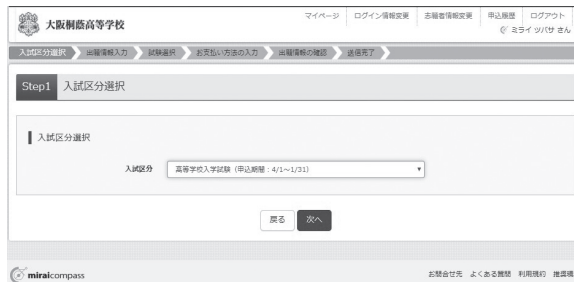 大阪桐蔭高等学校
マイページ ログイン情報変更 志願者情報変更 申込履歴 ログアウト
ミライ ツバサ さん
入試区分選択 出願情報入力 試験選択 お支払い方法の入力 出願情報の確認 送信完了
Step1 入試区分選択
入試区分選択
入試区分 高等学校入学試験（申込期間：4/1～1/31）
戻る 次へ
miraicompass お問合せ先 よくある質問 利用規約 推奨環